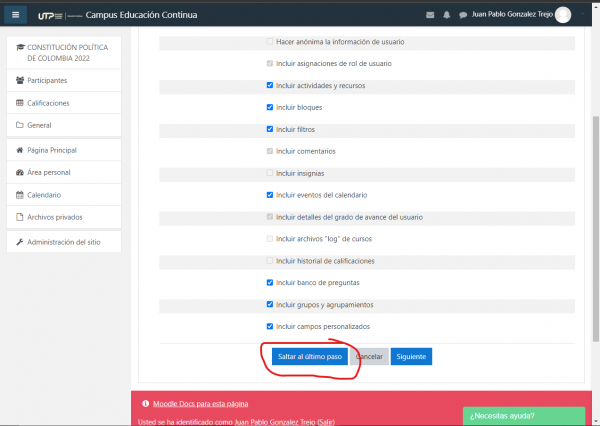 UTP Campus Educación Continua Juan Pablo Gonzalez Trejo
CONSTITUCIÓN POLÍTICA
DE COLOMBIA 2022
Participantes
Calificaciones
General
Página Principal
Área personal
Calendario
Archivos privados
Administración del sitio
Hacer anónima la información de usuario
Incluir asignaciones de rol de usuario
Incluir actividades y recursos
Incluir bloques
Incluir filtros
Incluir comentarios
Incluir insignias
Incluir eventos del calendario
Incluir detalles del grado de avance del usuario
Incluir archivos "log" de cursos
Incluir historial de calificaciones
Incluir banco de preguntas
Incluir grupos y agrupamientos
Incluir campos personalizados
Saltar al último paso Cancelar Siguiente
Moodle Docs para esta página
Usted se ha identificado como Juan Pablo Gonzalez Trejo (Salir)
¿Necesitas ayuda?